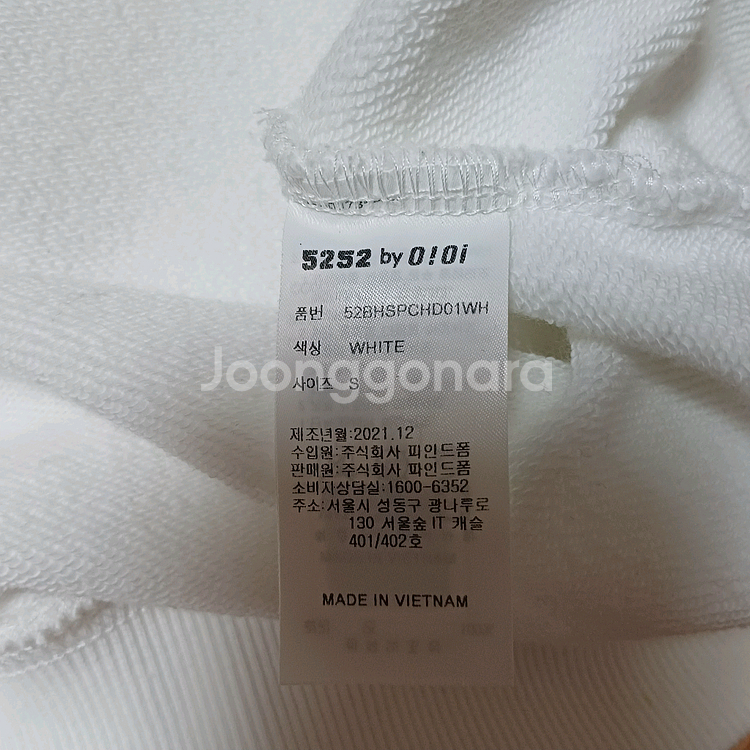 5252 by O!Oi
품번 52BHSPCHD01WH
색상 WHITE
사이즈 S
Joonggonara
제조년월:2021.12
수입원:주식회사 파인드폼
판매원:주식회사 파인드폼
소비자상담실:1600-6352
주소:서울시 성동구 광나루로
130 서울숲 IT 캐슬
401/402호
MADE IN VIETNAM